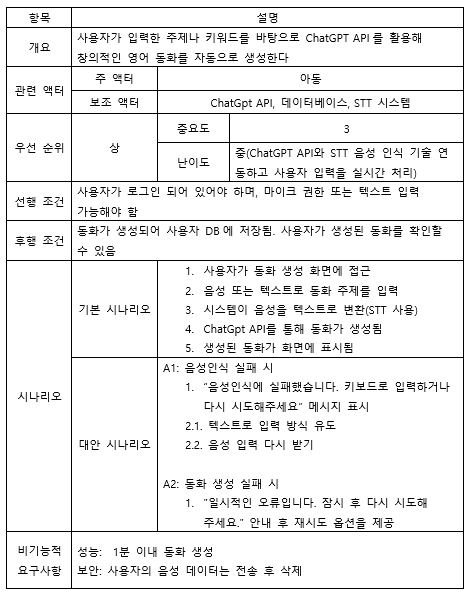 항목 설명
개요 사용자가 입력한 주제나 키워드를 바탕으로 ChatGPT API를 활용해
창의적인 영어 동화를 자동으로 생성한다
관련 액터 주 액터 아동
보조 액터 ChatGpt API, 데이터베이스, STT 시스템
우선 순위 상 중요도 3
난이도 중(ChatGPT API와 STT 음성 인식 기술 연
동하고 사용자 입력을 실시간 처리)
선행 조건 사용자가 로그인 되어 있어야 하며, 마이크 권한 또는 텍스트 입력
가능해야 함
후행 조건 동화가 생성되어 사용자 DB에 저장됨. 사용자가 생성된 동화를 확인할
수 있음
시나리오
기본 시나리오
1. 사용자가 동화 생성 화면에 접근
2. 음성 또는 텍스트로 동화 주제를 입력
3. 시스템이 음성을 텍스트로 변환(STT 사용)
4. ChatGpt API를 통해 동화가 생성됨
5. 생성된 동화가 화면에 표시됨
대안 시나리오
A1: 음성인식 실패 시
1. "음성인식에 실패했습니다. 키보드로 입력하거나
다시 시도해주세요" 메시지 표시
2.1. 텍스트로 입력 방식 유도
2.2. 음성 입력 다시 받기
A2: 동화 생성 실패 시
1. "일시적인 오류입니다. 잠시 후 다시 시도해
주세요." 안내 후 재시도 옵션을 제공
비기능적
요구사항
성능: 1분 이내 동화 생성
보안: 사용자의 음성 데이터는 전송 후 삭제